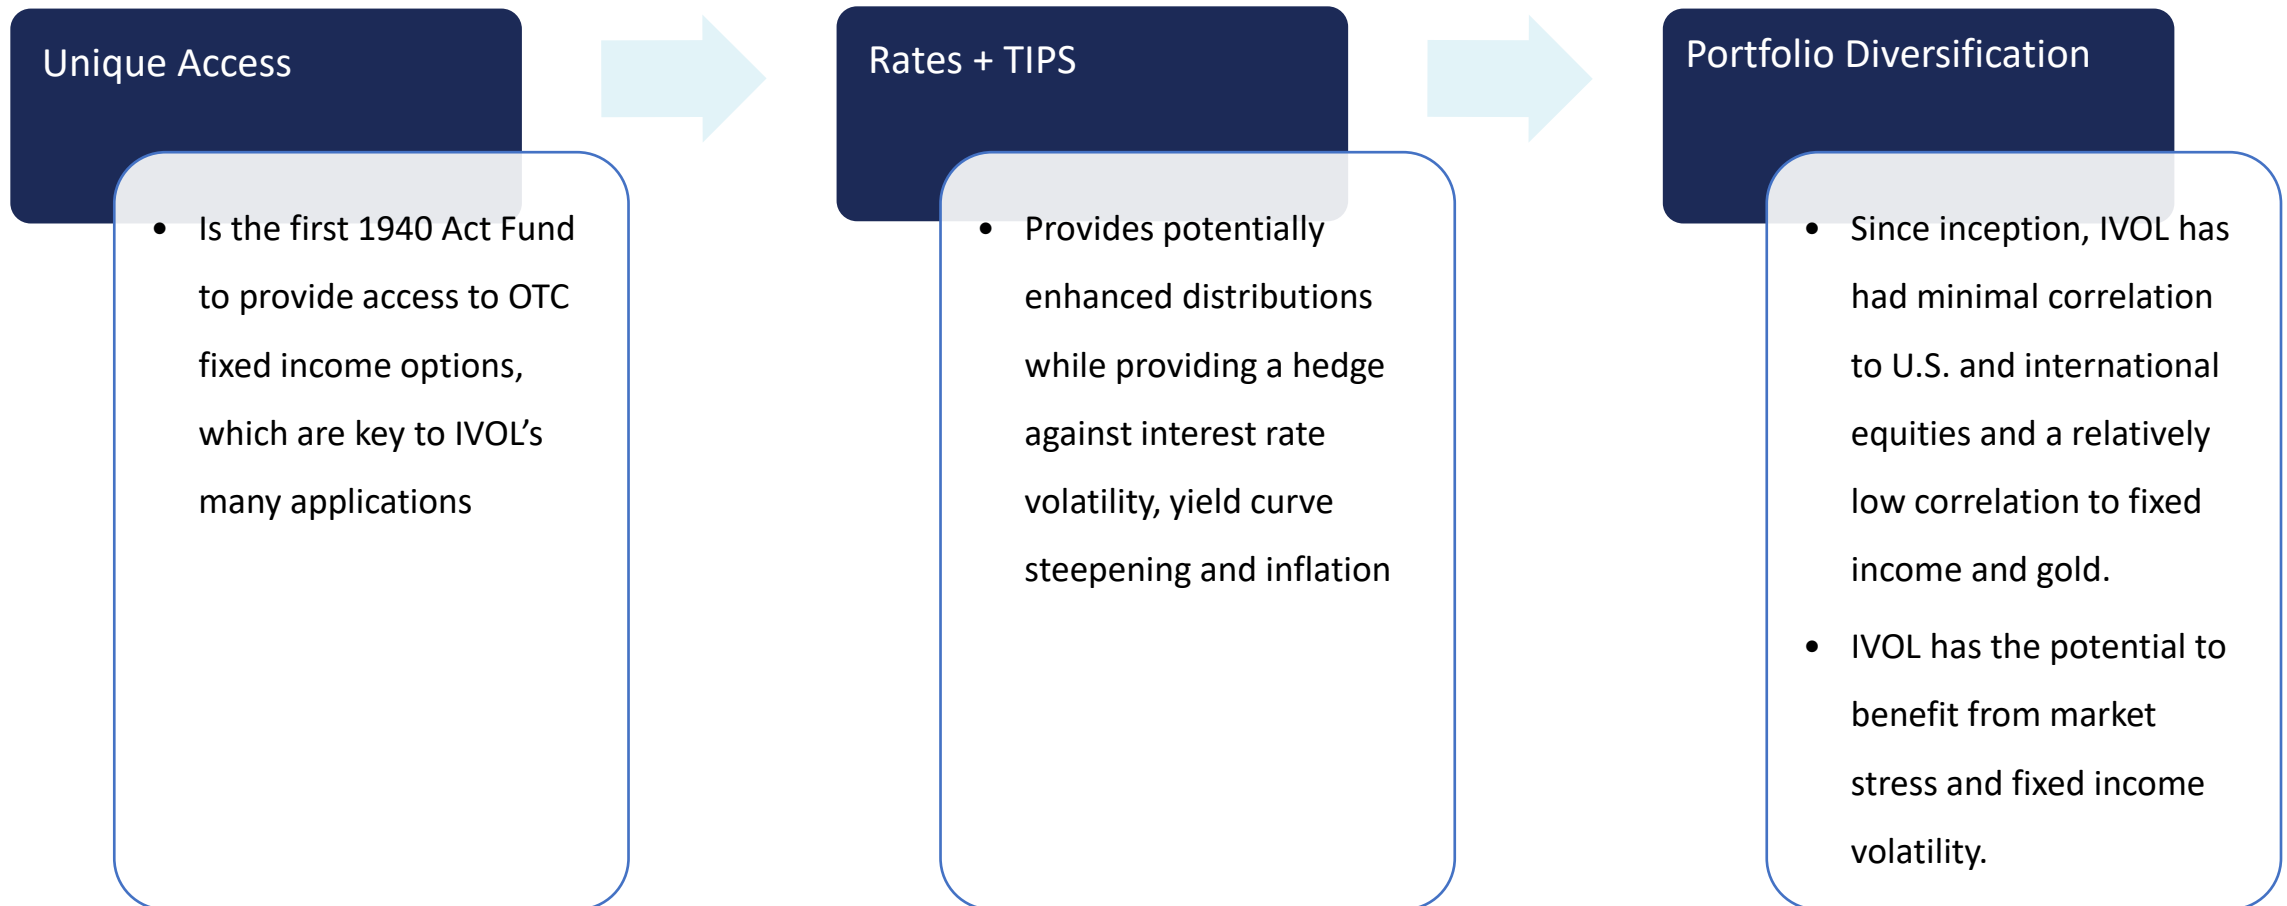 Unique Access
• Is the first 1940 Act Fund
to provide access to OTC
fixed income options,
which are key to IVOL’s
many applications
Rates + TIPS
• Provides potentially
enhanced distributions
while providing a hedge
against interest rate
volatility, yield curve
steepening and inflation
Portfolio Diversification
• Since inception, IVOL has
had minimal correlation
to U.S. and international
equities and a relatively
low correlation to fixed
income and gold.
• IVOL has the potential to
benefit from market
stress and fixed income
volatility.